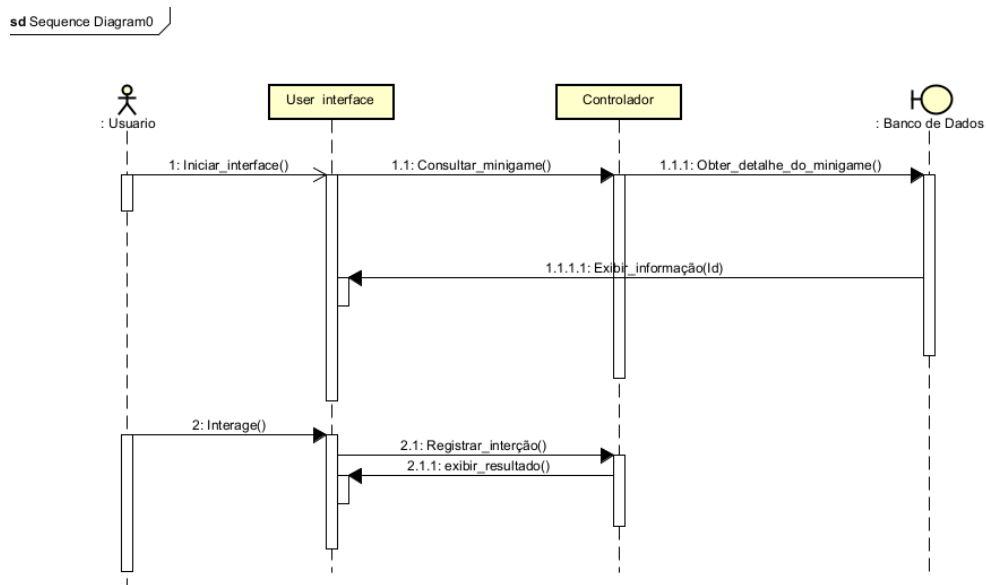 sd Sequence Diagram0
: Usuario
User interface
Controlador
: Banco de Dados
1: Iniciar_interface()
1.1: Consultar_minigame()
1.1.1: Obter_detalhe_do_minigame()
1.1.1.1: Exibir_informação(Id)
2: Interage()
2.1: Registrar_interção()
2.1.1: exibir_resultado()